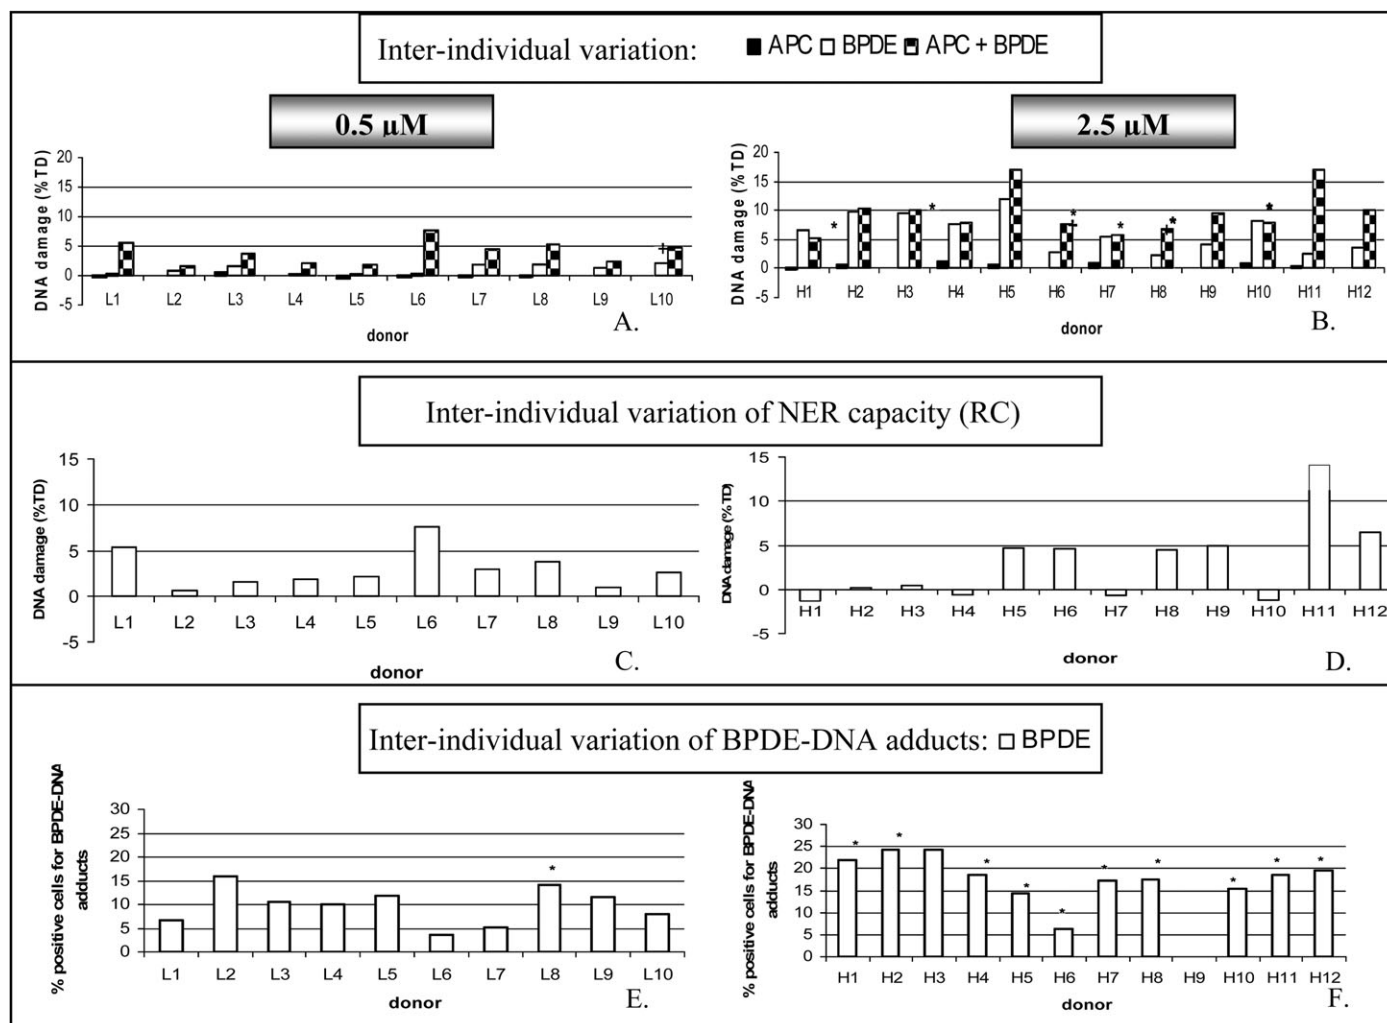 Inter-individual variation: APC BPDE APC + BPDE
0.5 µM
2.5 µM
DNA damage (%TD)
20
15
10
5
0
-5
+
L1 L2 L3 L4 L5 L6 L7 L8 L9 L10
donor
A.
DNA damage (%TD)
20
15
10
5
0
-5
* * * + * + * *
H1 H2 H3 H4 H5 H6 H7 H8 H9 H10 H11 H12
donor
B.
Inter-individual variation of NER capacity (RC)
DNA damage (%TD)
15
10
5
0
-5
L1 L2 L3 L4 L5 L6 L7 L8 L9 L10
donor
C.
DNA damage (%TD)
15
10
5
0
-5
H1 H2 H3 H4 H5 H6 H7 H8 H9 H10 H11 H12
donor
D.
Inter-individual variation of BPDE-DNA adducts: BPDE
% positive cells for BPDE-DNA
adducts
30
25
20
15
10
5
0
*
L1 L2 L3 L4 L5 L6 L7 L8 L9 L10
donor
E.
% positive cells for BPDE-DNA
adducts
30
25
20
15
10
5
0
* * * * * * * * * *
H1 H2 H3 H4 H5 H6 H7 H8 H9 H10 H11 H12
donor
F.